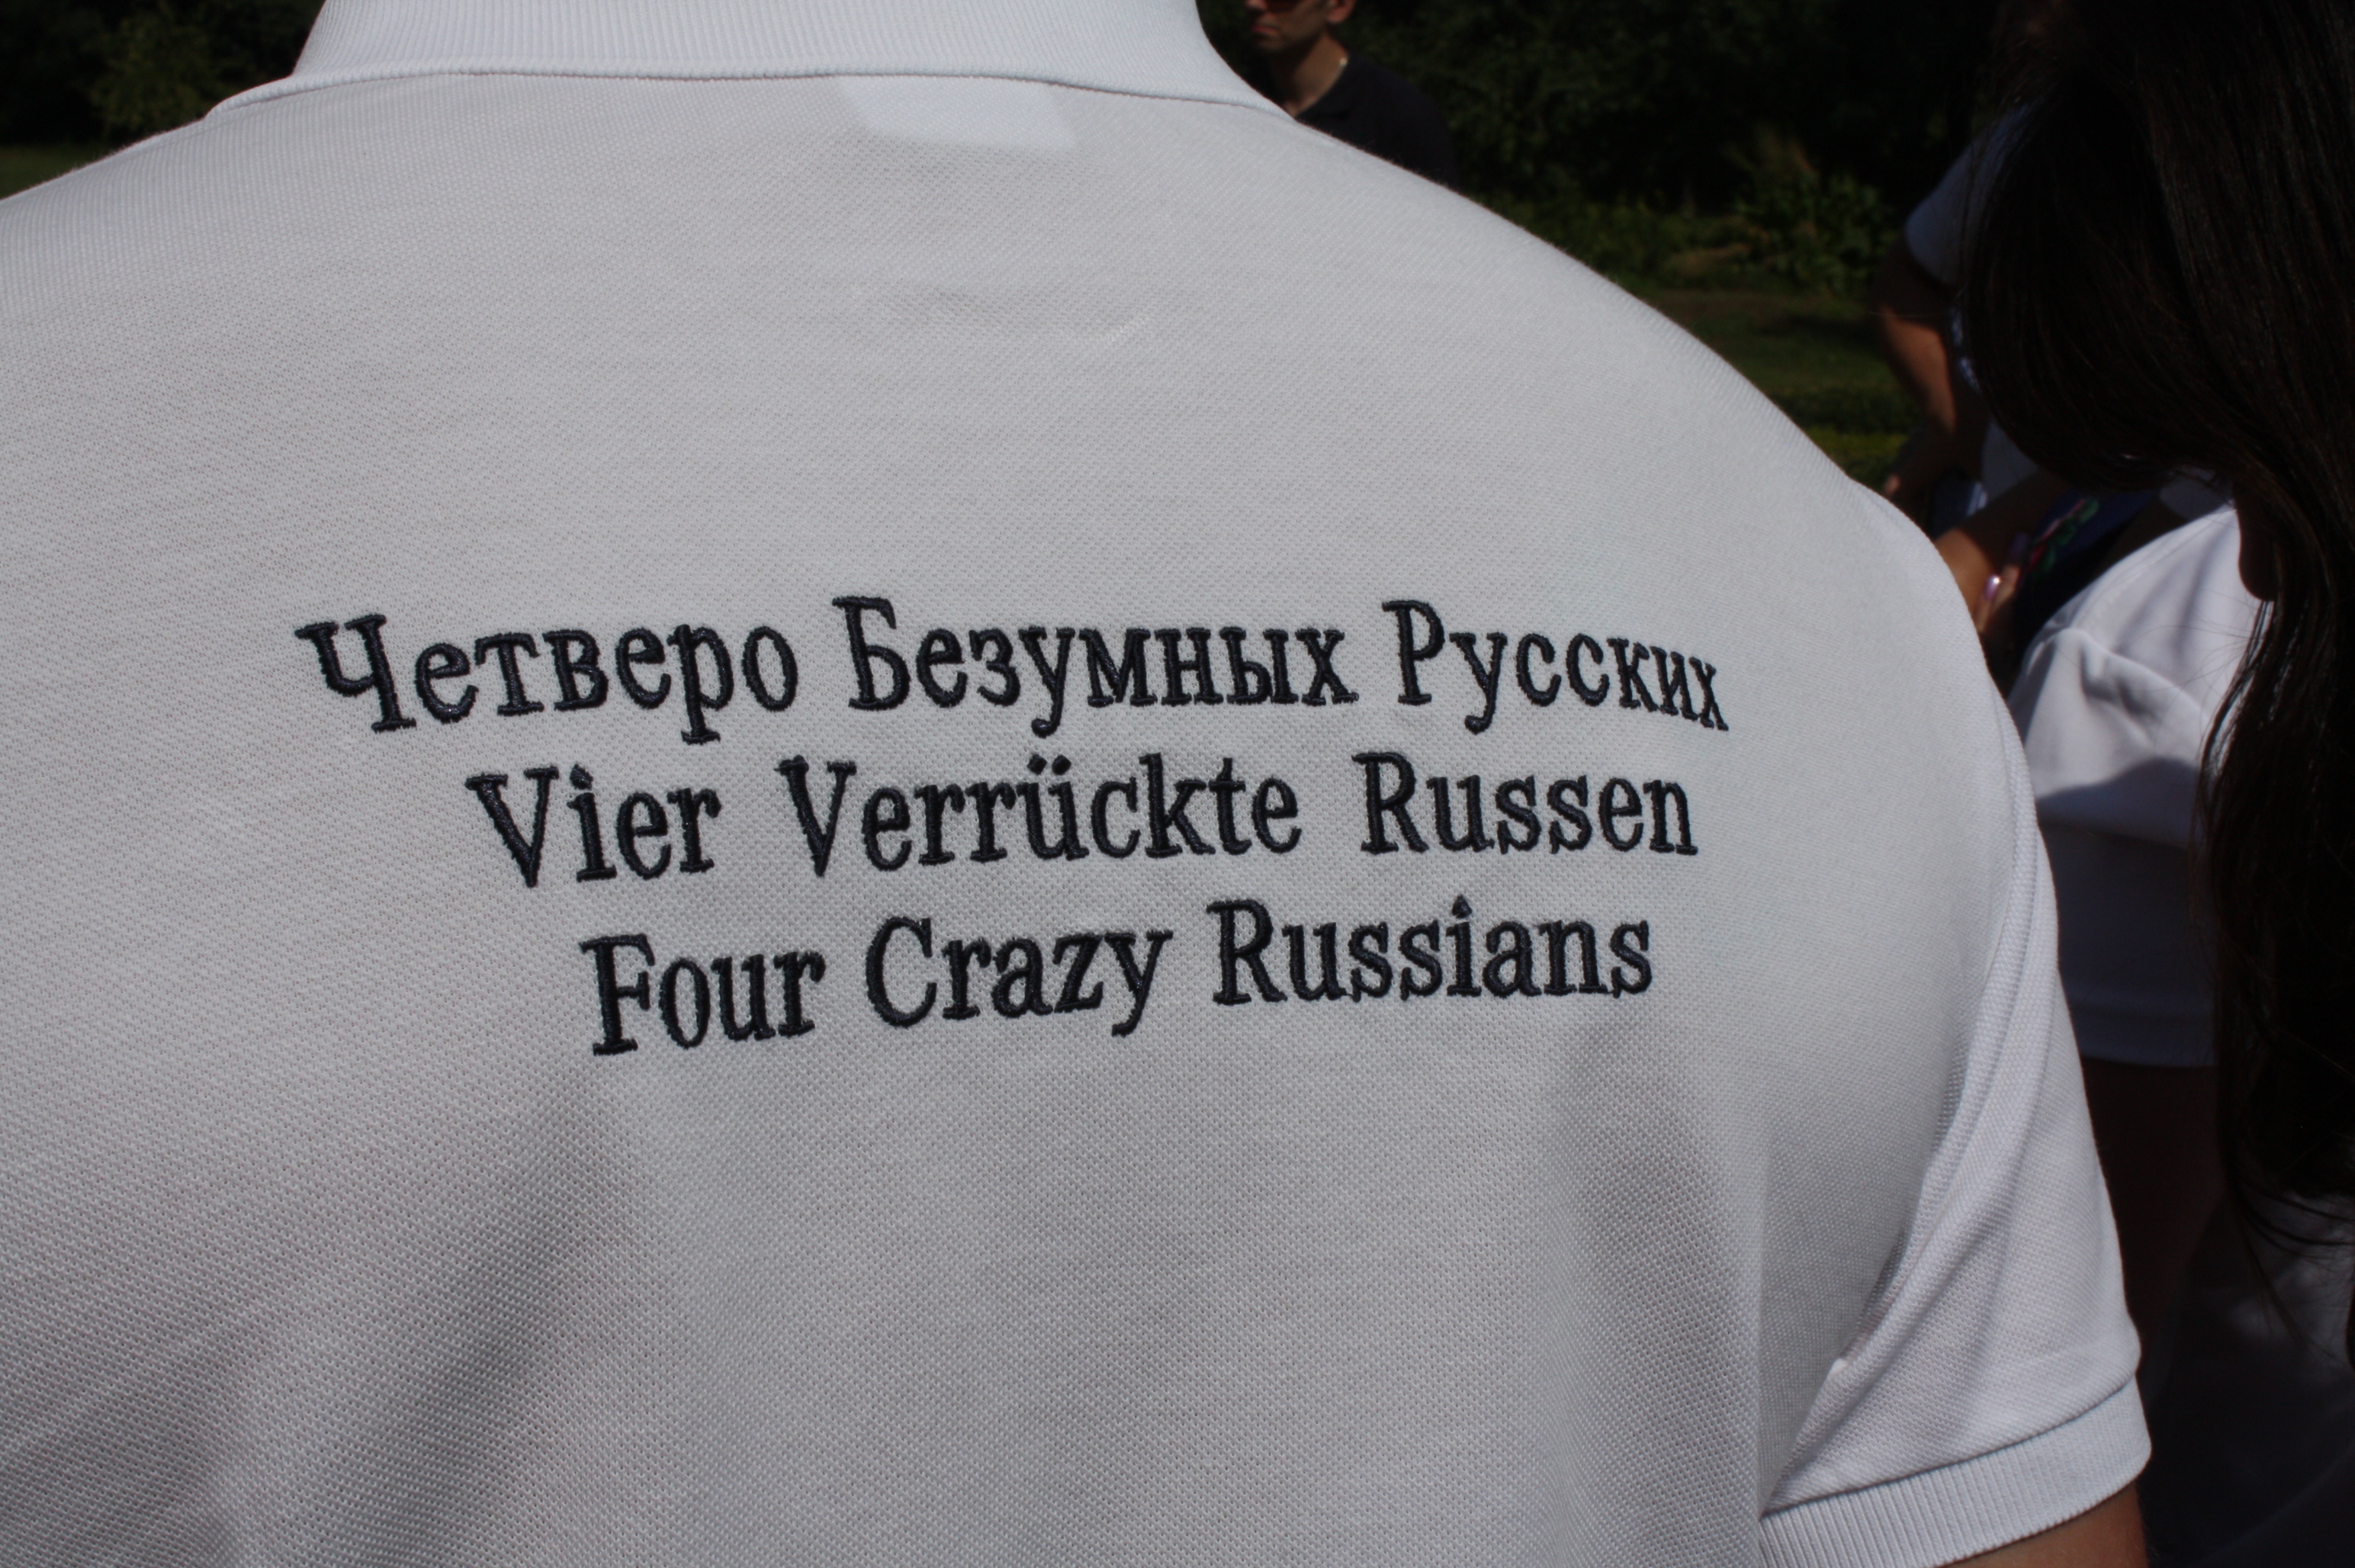 Четверо Безумных Русских
Vier Verrückte Russen
Four Crazy Russians